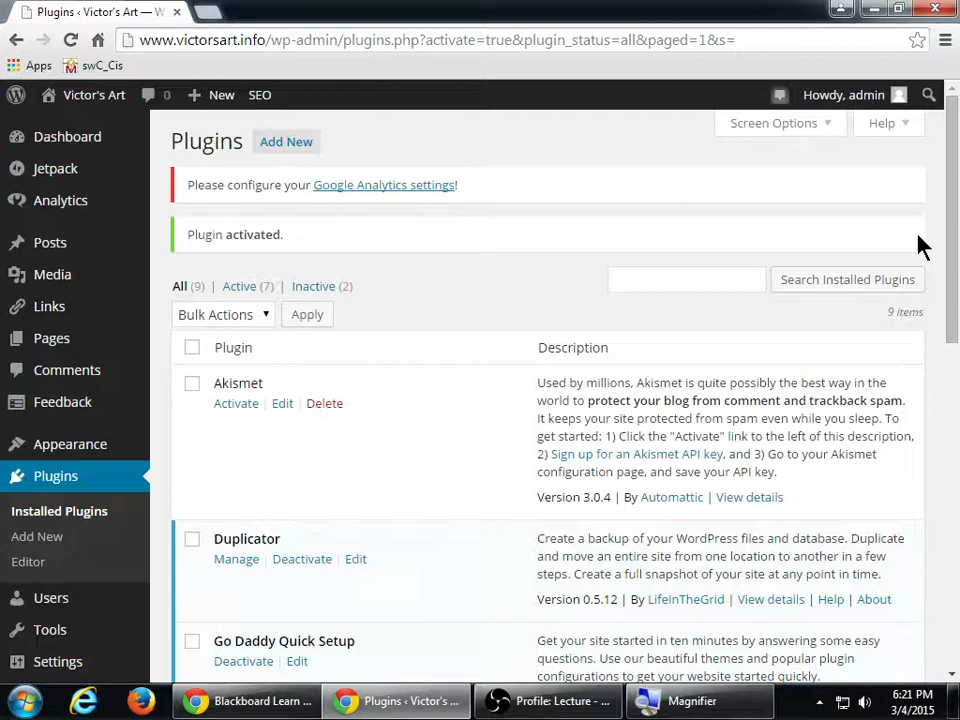 Plugins ‹ Victor's Art — W
www.victorsart.info/wp-admin/plugins.php?activate=true&plugin_status=all&paged=1&s=
Apps swC_Cis
Victor's Art 0 New SEO Howdy, admin
Screen Options Help
Dashboard
Jetpack
Analytics
Posts
Media
Links
Pages
Comments
Feedback
Appearance
Plugins
Installed Plugins
Add New
Editor
Users
Tools
Settings
Plugins Add New
Please configure your Google Analytics settings!
Plugin activated.
All (9) | Active (7) | Inactive (2)
Search Installed Plugins
Bulk Actions Apply
9 items
Plugin Description
Akismet
Activate | Edit | Delete
Used by millions, Akismet is quite possibly the best way in the
world to protect your blog from comment and trackback spam.
It keeps your site protected from spam even while you sleep. To
get started: 1) Click the "Activate" link to the left of this description,
2) Sign up for an Akismet API key, and 3) Go to your Akismet
configuration page, and save your API key.
Version 3.0.4 | By Automattic | View details
Duplicator
Manage | Deactivate | Edit
Create a backup of your WordPress files and database. Duplicate
and move an entire site from one location to another in a few
steps. Create a full snapshot of your site at any point in time.
Version 0.5.12 | By LifeInTheGrid | View details | Help | About
Go Daddy Quick Setup
Deactivate | Edit
Get your site started in ten minutes by answering some easy
questions. Use our beautiful themes and popular plugin
configurations to get your website started quickly.
Blackboard Learn ... Plugins ‹ Victor's ... Profile: Lecture - ... Magnifier
6:21 PM
3/4/2015